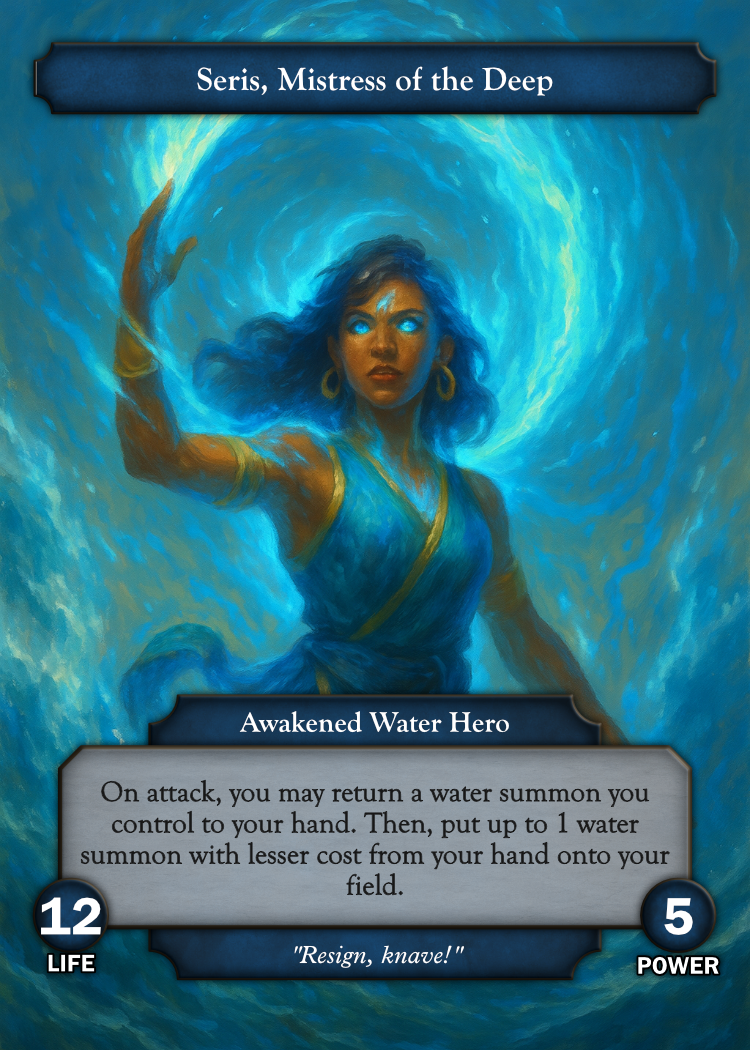 Seris, Mistress of the Deep
Awakened Water Hero
On attack, you may return a water summon you
control to your hand. Then, put up to 1 water
summon with lesser cost from your hand onto your
field.
12
LIFE
5
POWER
"Resign, knave!"